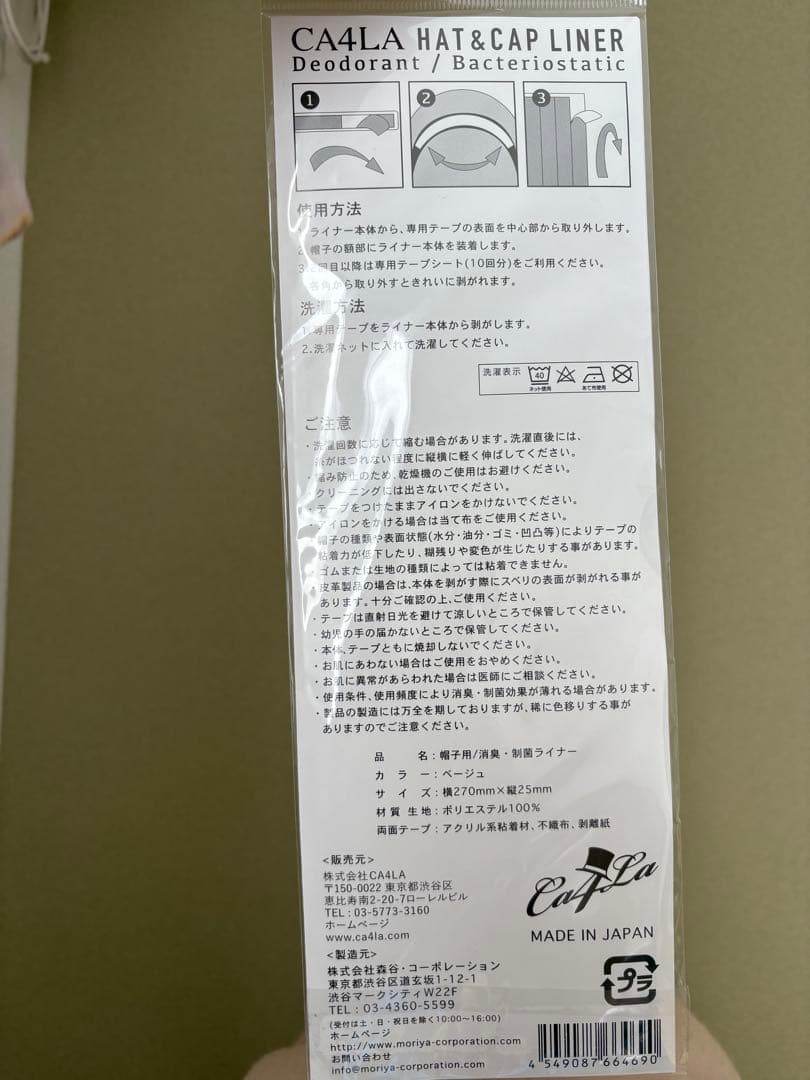 CA4LA HAT&CAP LINER
Deodorant / Bacteriostatic
1 2 3
使用方法
1.ライナー本体から、専用テープの表面を中心部から取り外します。
2.帽子の額部にライナー本体を装着します。
3.2回目以降は専用テープシート(10回分)をご利用ください。
各角から取り外すときれいに剥がれます。
洗濯方法
1.専用テープをライナー本体から剥がします。
2.洗濯ネットに入れて洗濯してください。
洗濯表示 40
ネット使用 あて布使用
ご注意
・洗濯回数に応じて縮む場合があります。洗濯直後には、
糸がほつれない程度に縦横に軽く伸ばしてください。
・傷み防止のため、乾燥機のご使用はお避けください。
・クリーニングには出さないでください。
・テープをつけたままアイロンをかけないでください。
・アイロンをかける場合は当て布をご使用ください。
・帽子の種類や表面状態(水分・油分・ゴミ・凹凸等)によりテープの
粘着力が低下したり、糊残りや変色が生じたりする事があります。
・ゴムまたは生地の種類によっては粘着できません。
・皮革製品の場合は、本体を剥がす際にスベリの表面が剥がれる事が
あります。十分ご確認の上、ご使用ください。
・テープは直射日光を避けて涼しいところで保管してください。
・幼児の手の届かないところで保管してください。
・本体、テープともに焼却しないでください。
・お肌にあわない場合はご使用をおやめください。
・お肌に異常があらわれた場合は医師にご相談ください。
・使用条件、使用頻度により消臭・制菌効果が薄れる場合があります。
・製品の製造には万全を期しておりますが、稀に色移りする事が
ありますのでご注意ください。
品 名：帽子用/消臭・制菌ライナー
カ ラ ー：ベージュ
サ イ ズ：横270mm×縦25mm
材 質 生 地：ポリエステル100%
両面テープ：アクリル系粘着材、不織布、剥離紙
<販売元>
株式会社CA4LA
〒150-0022 東京都渋谷区
恵比寿南2-20-7ローレルビル
TEL：03-5773-3160
ホームページ
www.ca4la.com
Ca4La
MADE IN JAPAN
<製造元>
株式会社森谷・コーポレーション
東京都渋谷区道玄坂1-12-1
渋谷マークシティW22F
TEL：03-4360-5599
(受付は土・日・祝日を除く10:00〜16:00)
ホームページ
http://www.moriya-corporation.com
お問い合わせ
info@moriya-corporation.com
プラ
4 549087 664690